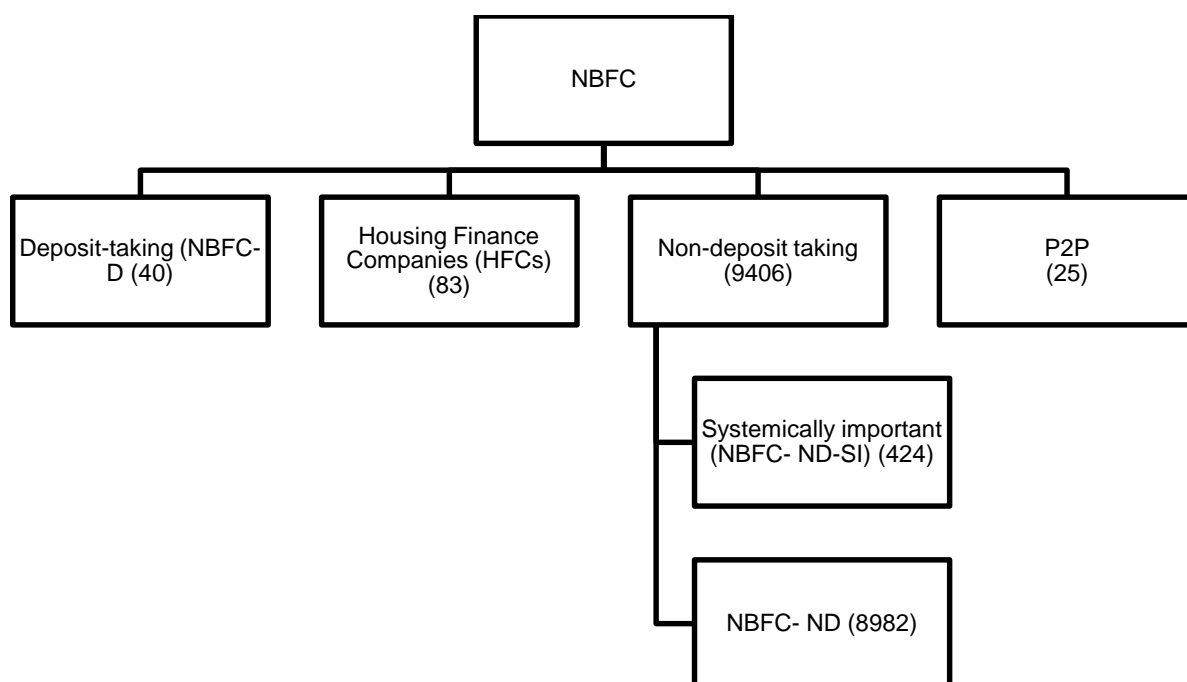 NBFC
Deposit-taking (NBFC-
D (40)
Housing Finance
Companies (HFCs)
(83)
Non-deposit taking
(9406)
P2P
(25)
Systemically important
(NBFC- ND-SI) (424)
NBFC- ND (8982)